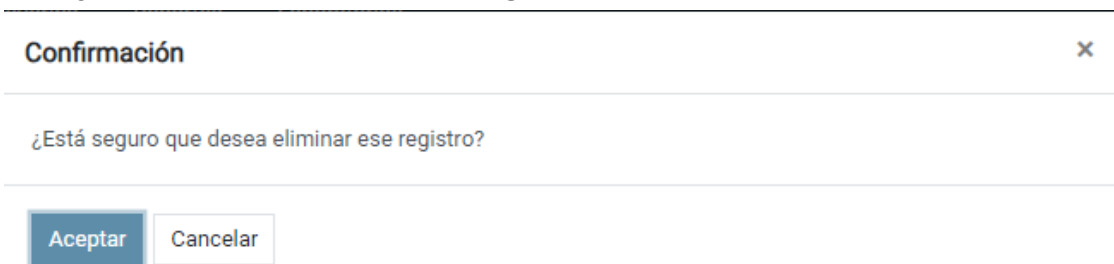 Confirmación ×
¿Está seguro que desea eliminar ese registro?
Aceptar Cancelar